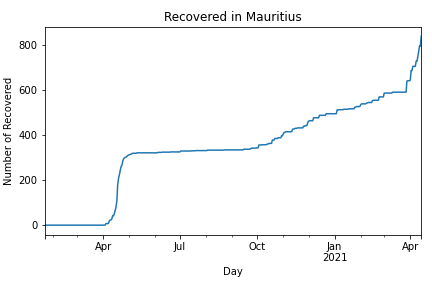 Recovered in Mauritius
800
600
400
200
0
Number of Recovered
Apr
Jul
Oct
Jan
2021
Apr
Day